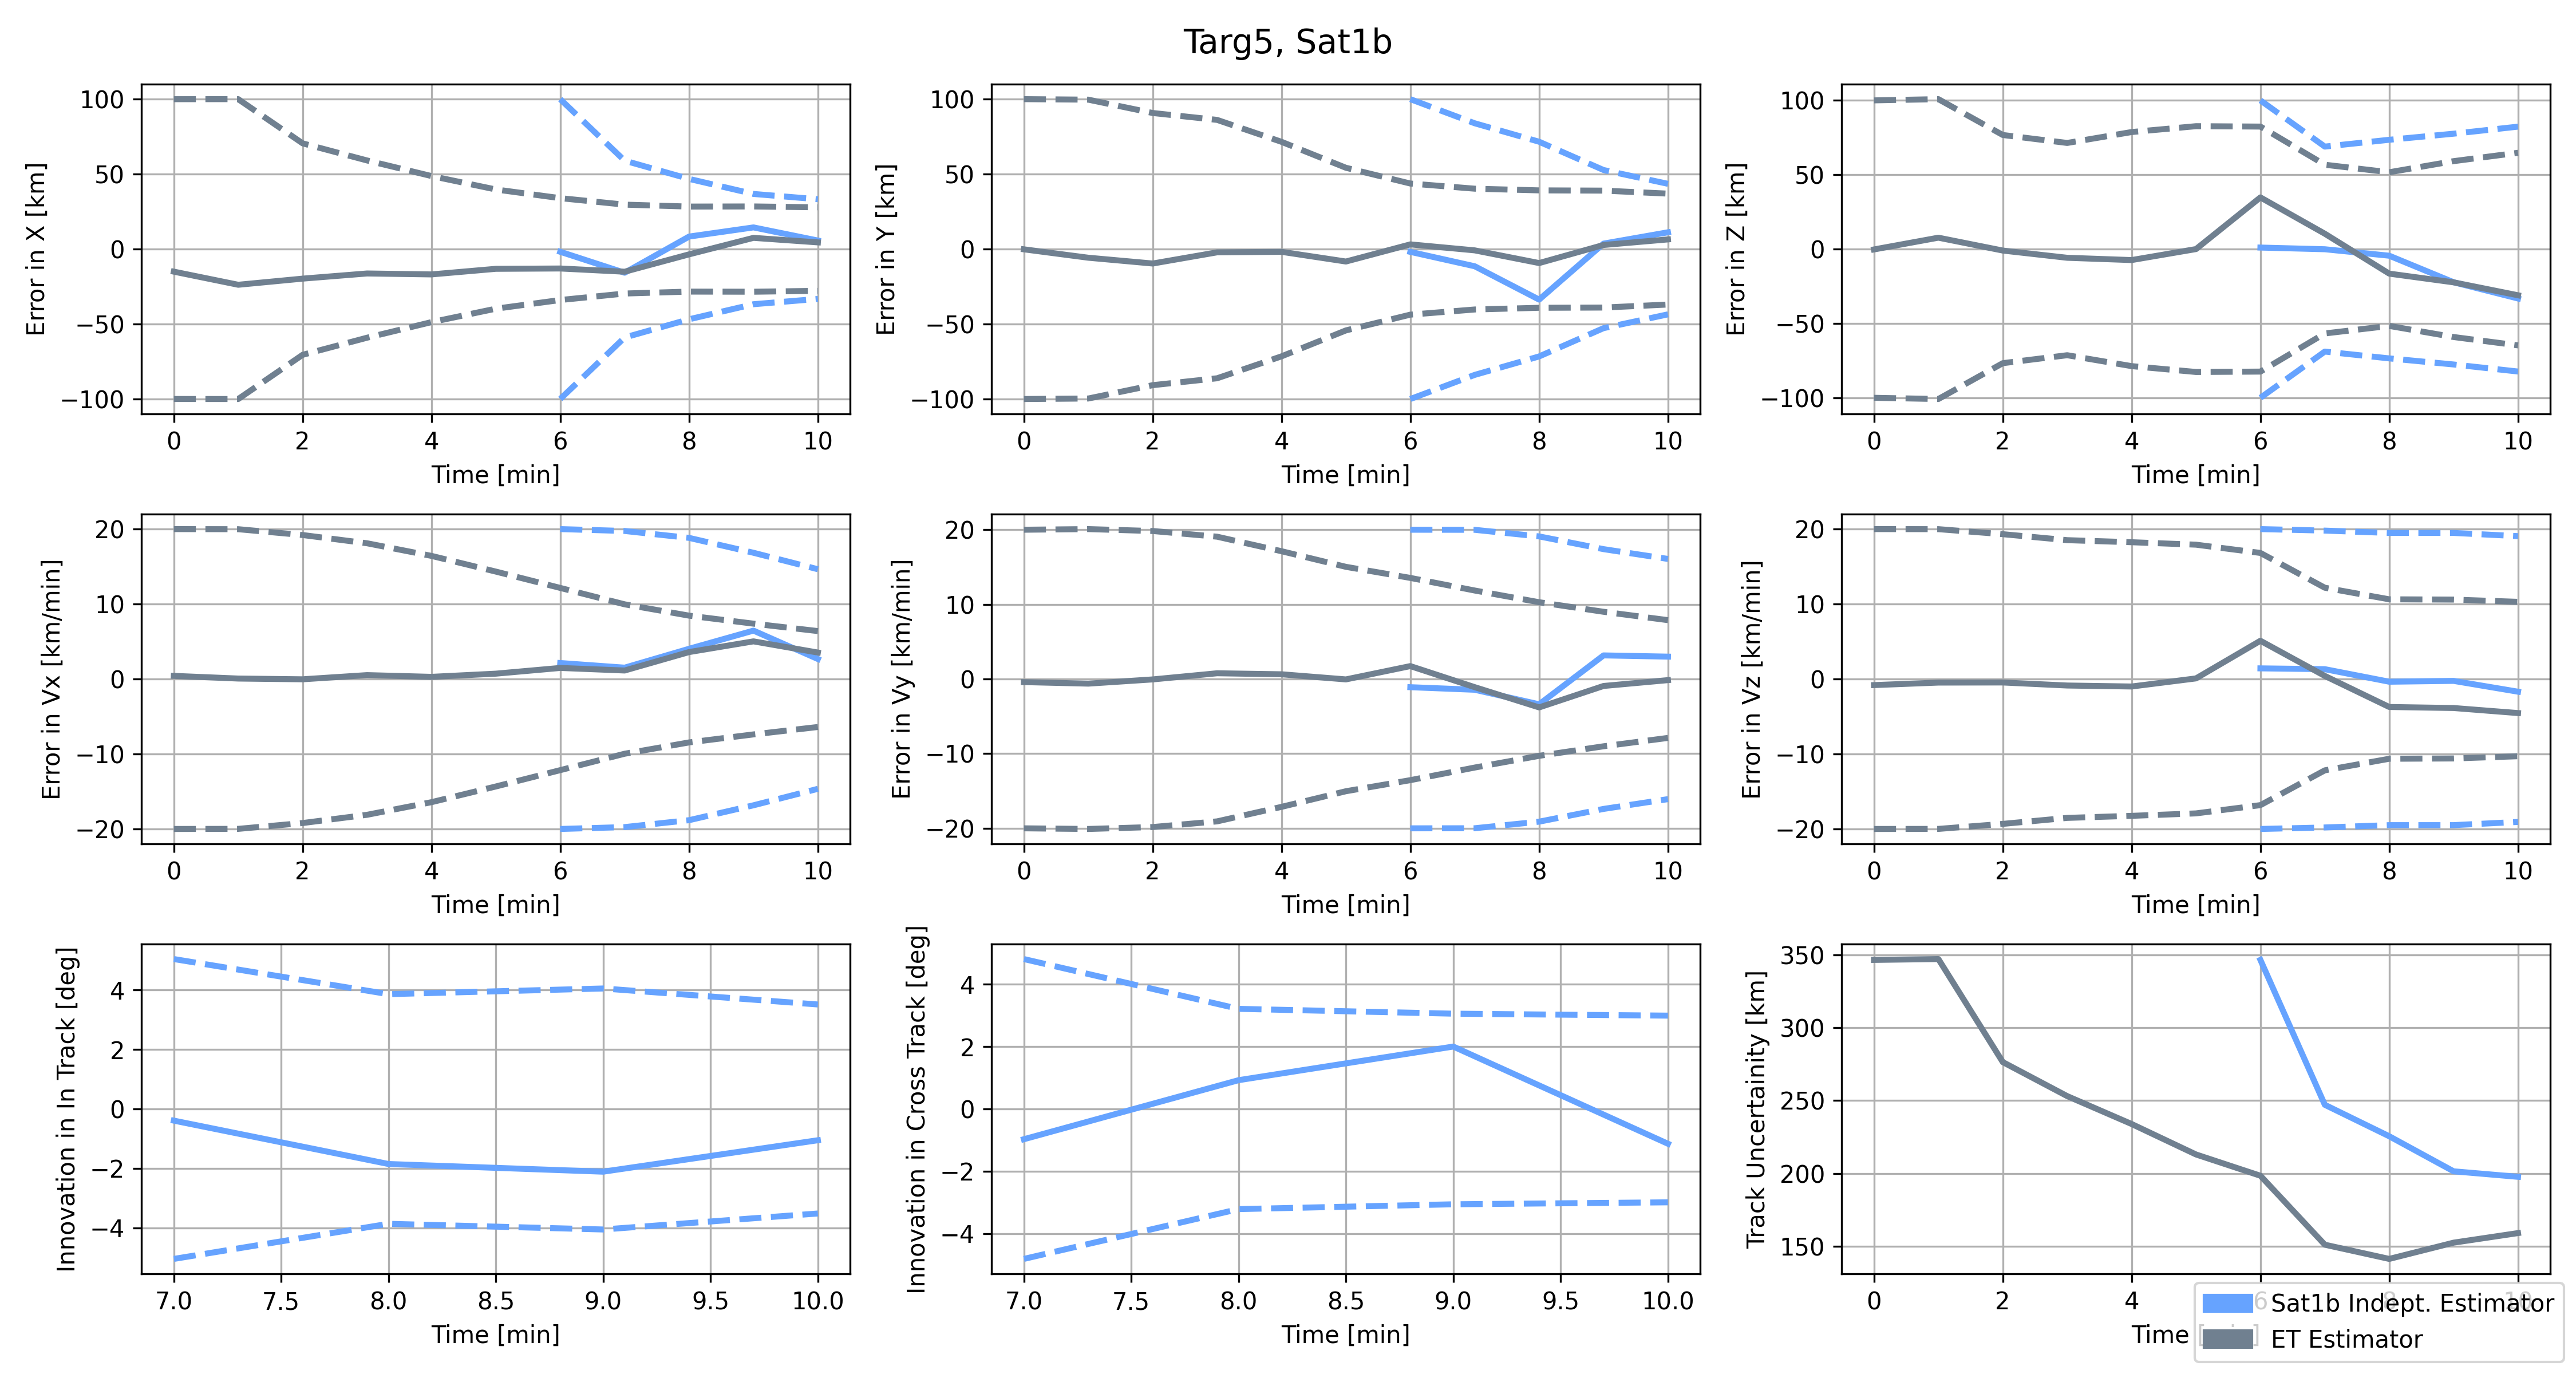 Targ5, Sat1b
Error in X [km]
100
50
0
−50
−100
0 2 4 6 8 10
Time [min]
Error in Y [km]
100
50
0
−50
−100
0 2 4 6 8 10
Time [min]
Error in Z [km]
100
50
0
−50
−100
0 2 4 6 8 10
Time [min]
Error in Vx [km/min]
20
10
0
−10
−20
0 2 4 6 8 10
Time [min]
Error in Vy [km/min]
20
10
0
−10
−20
0 2 4 6 8 10
Time [min]
Error in Vz [km/min]
20
10
0
−10
−20
0 2 4 6 8 10
Time [min]
Innovation in In Track [deg]
4
2
0
−2
−4
7.0 7.5 8.0 8.5 9.0 9.5 10.0
Time [min]
Innovation in Cross Track [deg]
4
2
0
−2
−4
7.0 7.5 8.0 8.5 9.0 9.5 10.0
Time [min]
Track Uncertainity [km]
350
300
250
200
150
0 2 4 6 8 10
Time
Sat1b Indept. Estimator
ET Estimator